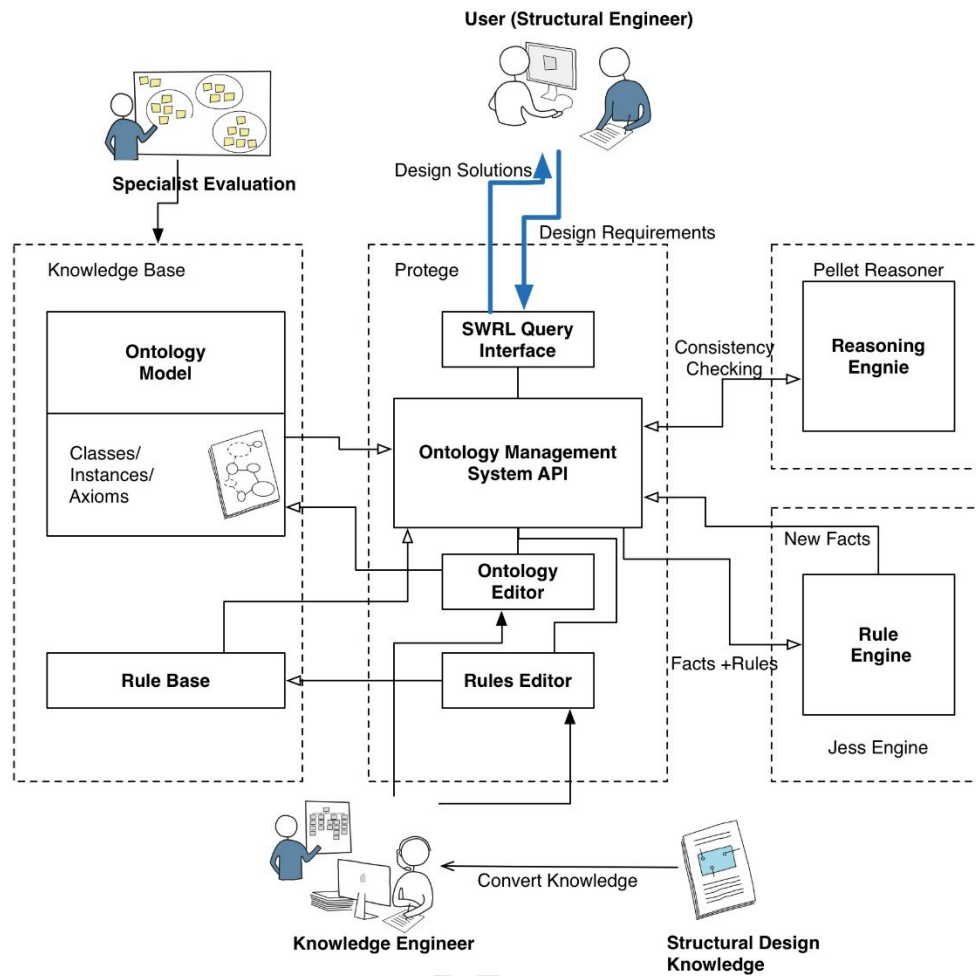 User (Structural Engineer)
Specialist Evaluation
Design Solutions
Design Requirements
Knowledge Base
Protege
Pellet Reasoner
Ontology
Model
SWRL Query
Interface
Consistency
Checking
Reasoning
Engnie
Classes/
Instances/
Axioms
Ontology Management
System API
New Facts
Ontology
Editor
Rule Base
Rules Editor
Facts +Rules
Rule
Engine
Jess Engine
Convert Knowledge
Knowledge Engineer
Structural Design
Knowledge